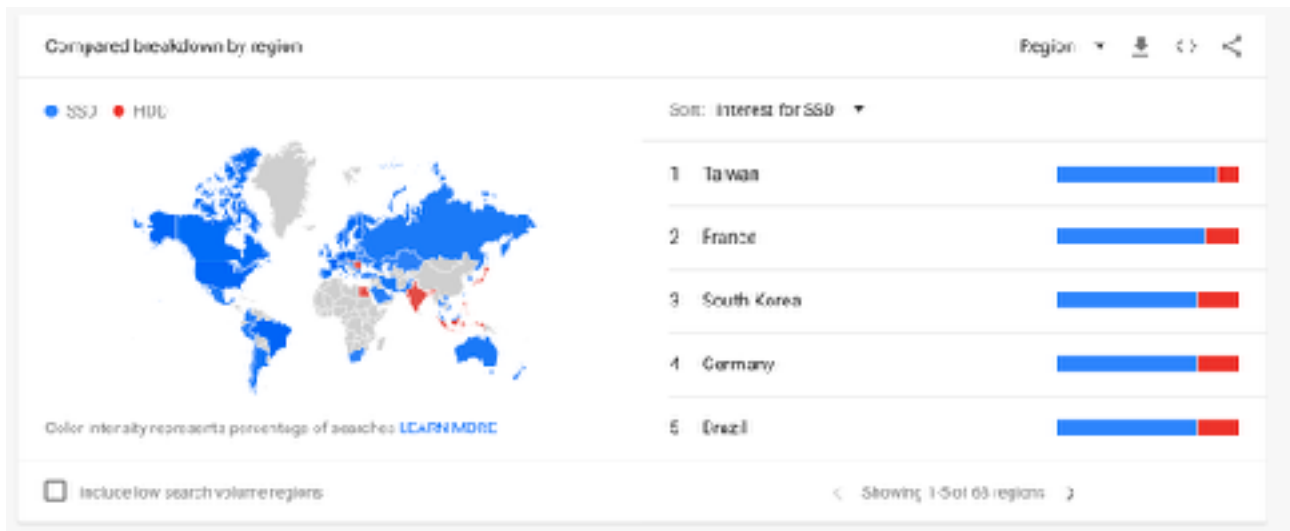 Compared breakdown by region
Region
SSD HDD
Sort: Interest for SSD
1 Taiwan
2 France
3 South Korea
4 Germany
5 Brazil
Color intensity represents percentage of searches LEARN MORE
Include low search volume regions
Showing 1-5 of 63 regions